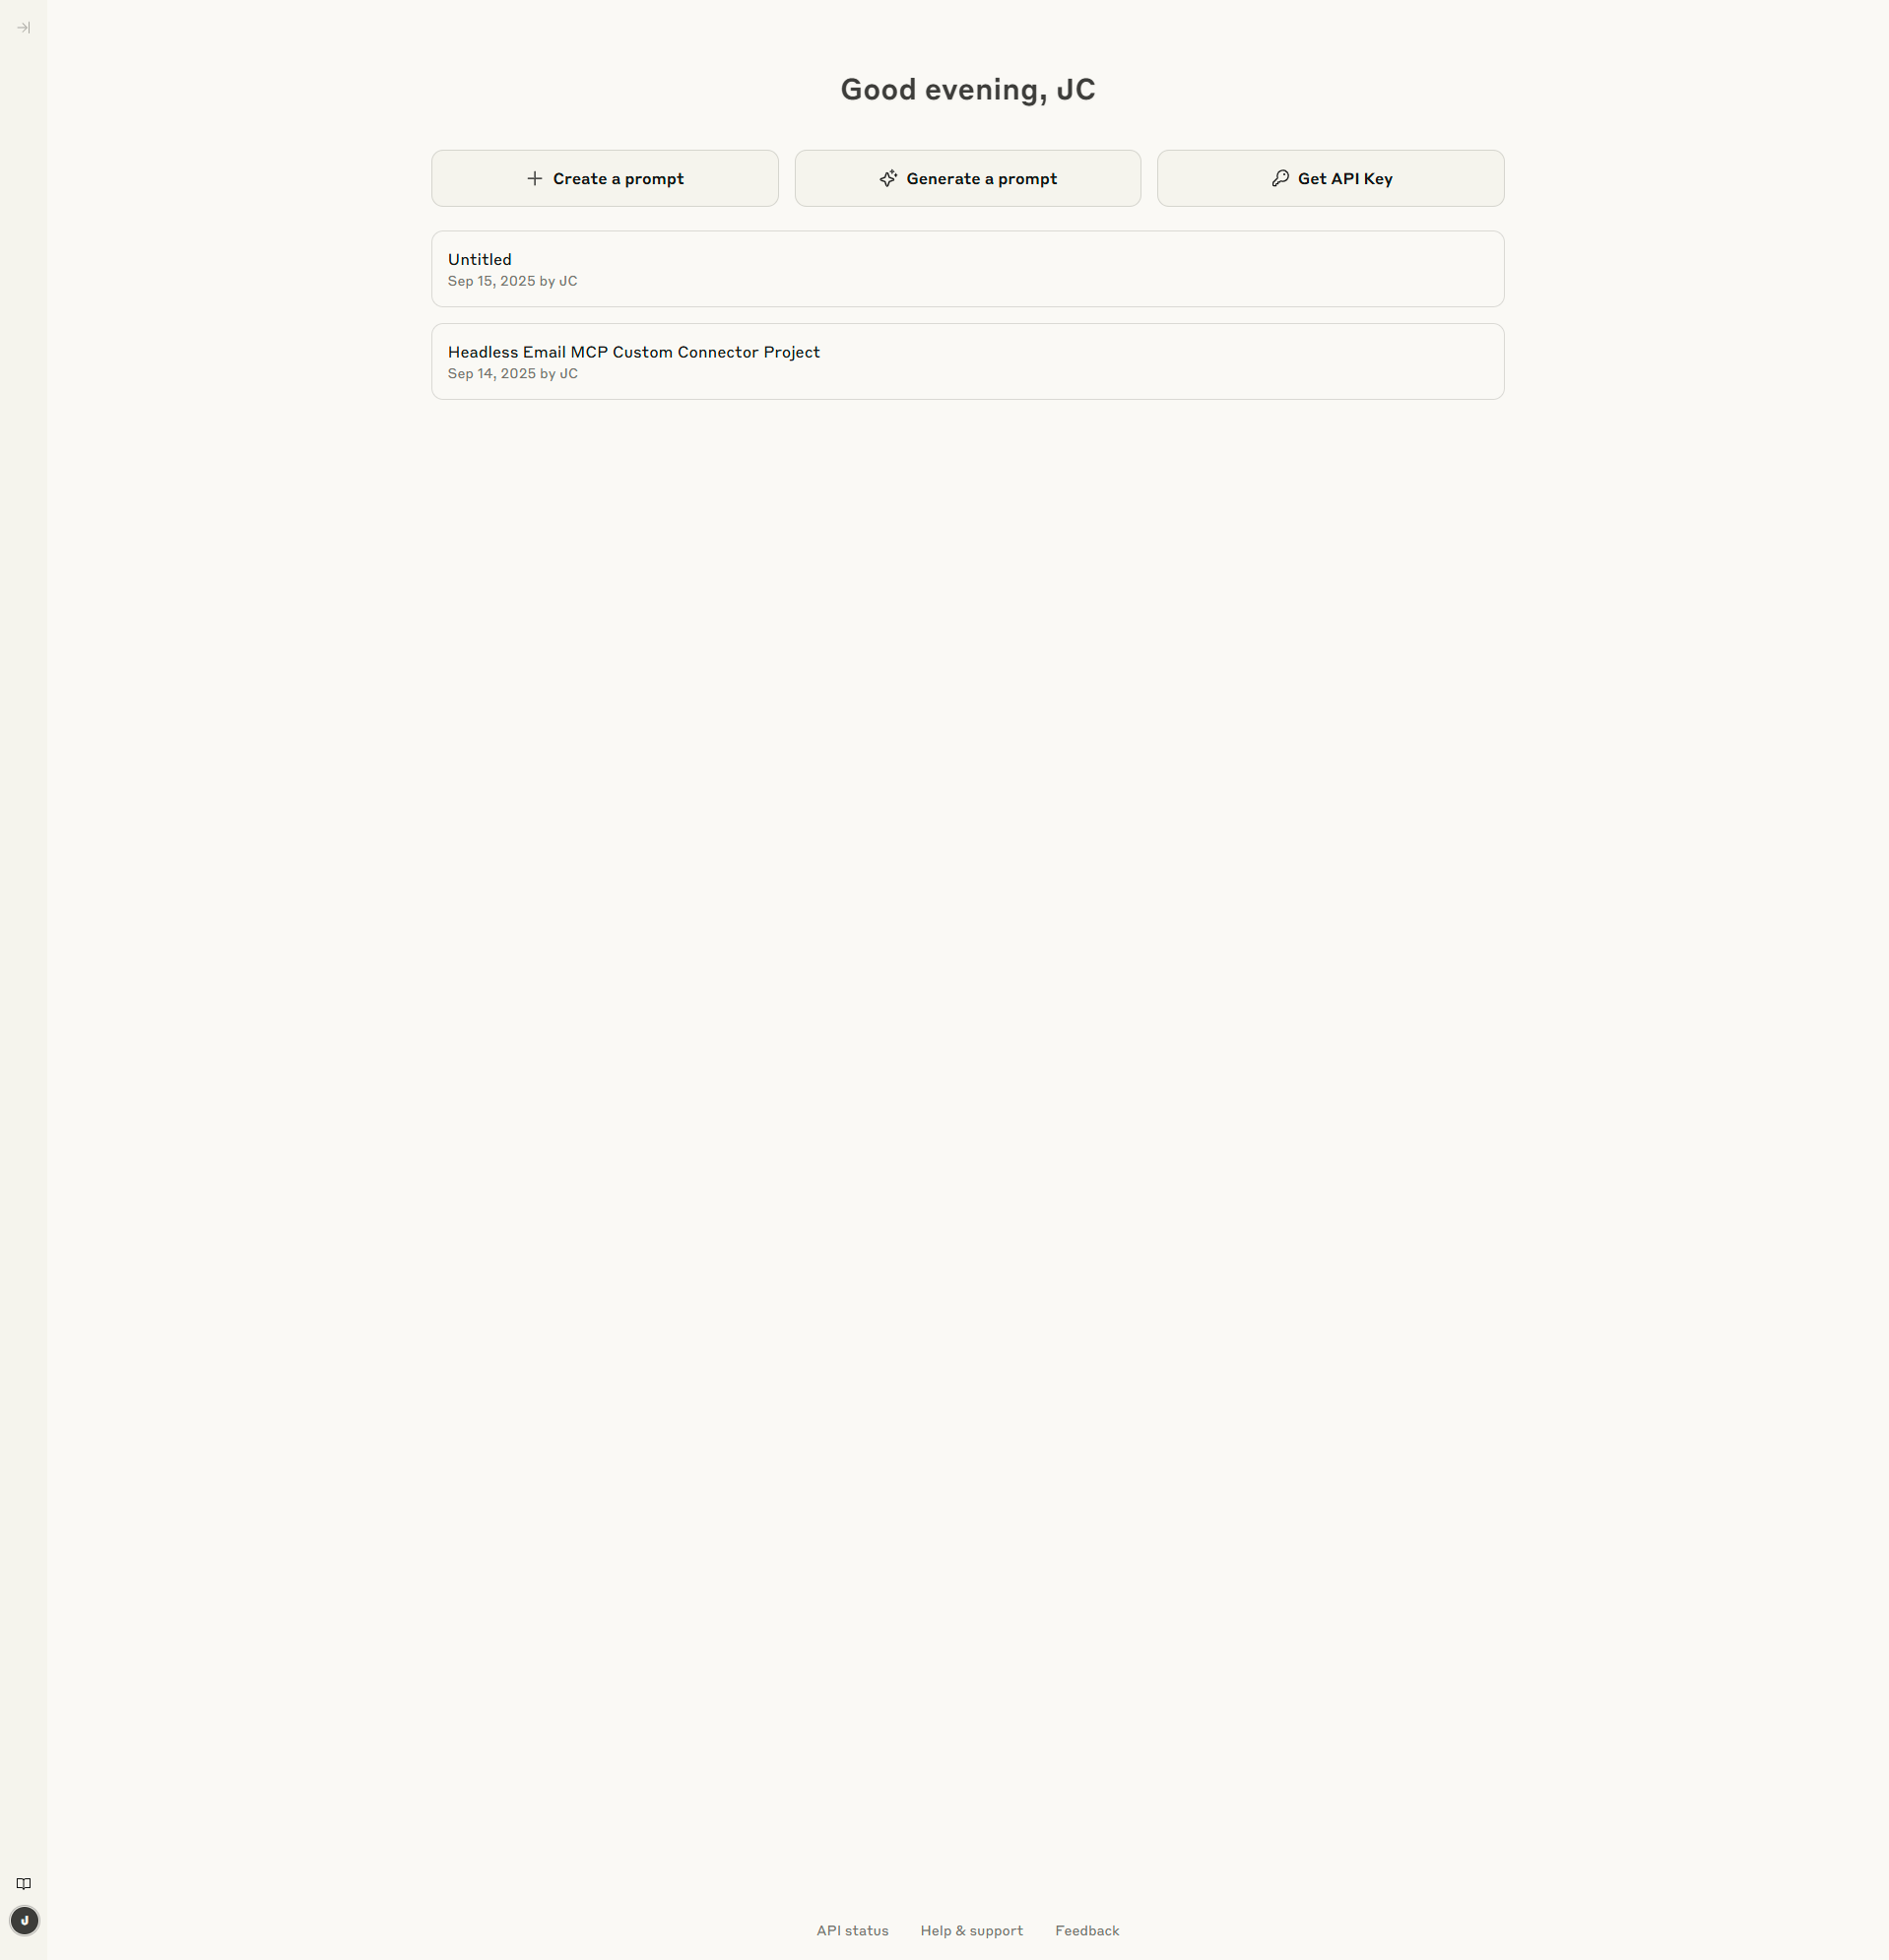 Good evening, JC
Create a prompt
Generate a prompt
Get API Key
Untitled
Sep 15, 2025 by JC
Headless Email MCP Custom Connector Project
Sep 14, 2025 by JC
J
API status
Help & support
Feedback